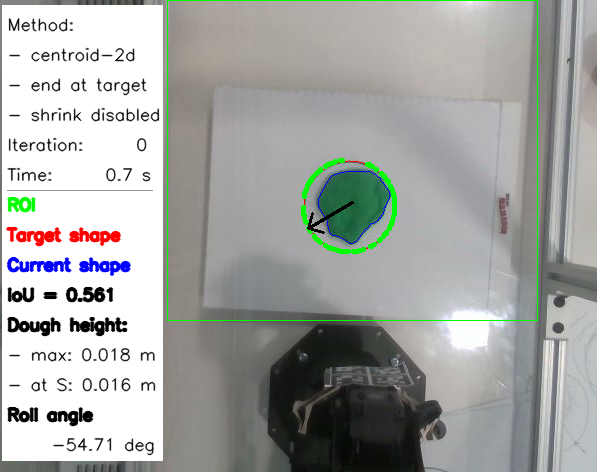 Method:
- centroid-2d
- end at target
- shrink disabled
Iteration: 0
Time: 0.7 s
ROI
Target shape
Current shape
IoU = 0.561
Dough height:
- max: 0.018 m
- at S: 0.016 m
Roll angle
-54.71 deg